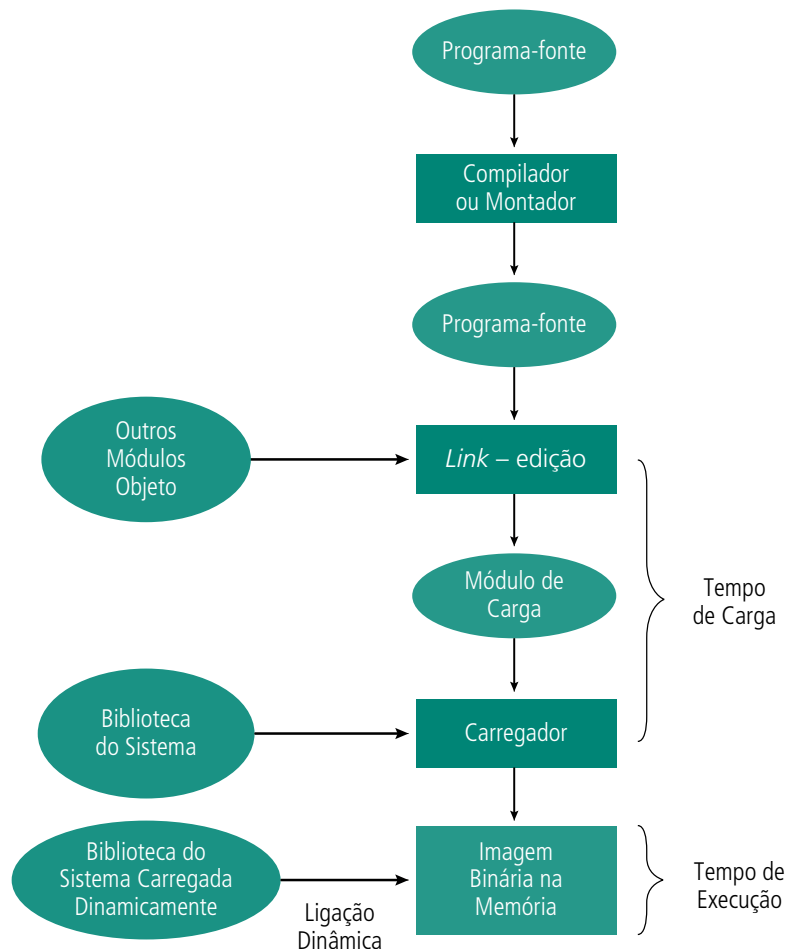 Programa-fonte
Compilador
ou Montador
Programa-fonte
Outros
Módulos
Objeto
Link – edição
Módulo de
Carga
Tempo
de Carga
Biblioteca
do Sistema
Carregador
Biblioteca do
Sistema Carregada
Dinamicamente
Ligação
Dinâmica
Imagem
Binária na
Memória
Tempo de
Execução